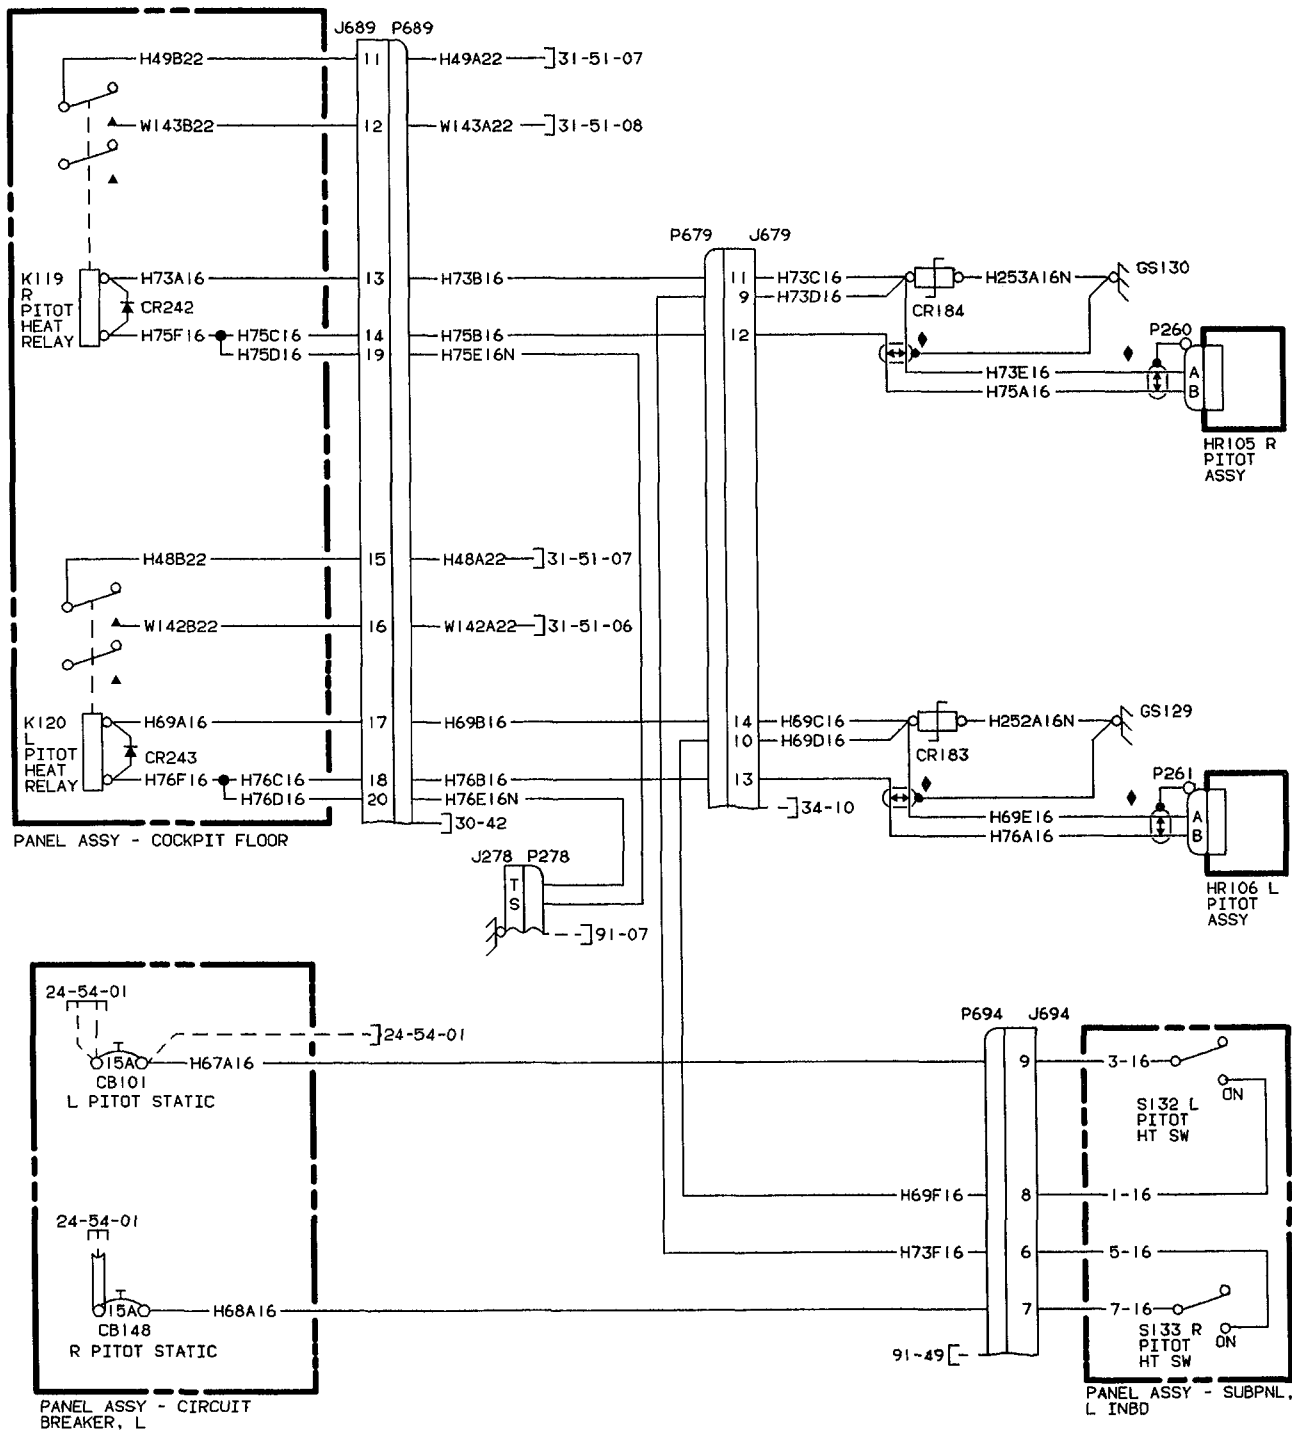 J689 P689
H49B22 11 H49A22 31-51-07
W143B22 12 W143A22 31-51-08
P679 J679
K119
R
PITOT
HEAT
RELAY
H73A16 13 H73B16 11 H73C16 H253A16N GS130
9 H73D16
CR242 CR184
H75F16 H75C16 14 H75B16 12 P260
H75D16 19 H75E16N
H73E16 A
H75A16 B
HR105 R
PITOT
ASSY
H48B22 15 H48A22 31-51-07
W142B22 16 W142A22 31-51-06
K120
L
PITOT
HEAT
RELAY
H69A16 17 H69B16 14 H69C16 H252A16N GS129
10 H69D16
CR243 CR183
H76F16 H76C16 18 H76B16 13 P261
H76D16 20 H76E16N
34-10
30-42
H69E16 A
H76A16 B
PANEL ASSY - COCKPIT FLOOR
HR106 L
PITOT
ASSY
J278 P278
T
S
91-07
24-54-01
24-54-01
15A H67A16
CB101
L PITOT STATIC
P694 J694
9 3-16
ON
S132 L
PITOT
HT SW
H69F16 8 1-16
24-54-01
H73F16 6 5-16
15A H68A16 7 7-16
CB148
R PITOT STATIC
ON
S133 R
PITOT
HT SW
91-49
PANEL ASSY - CIRCUIT
BREAKER, L
PANEL ASSY - SUBPNL,
L INBD